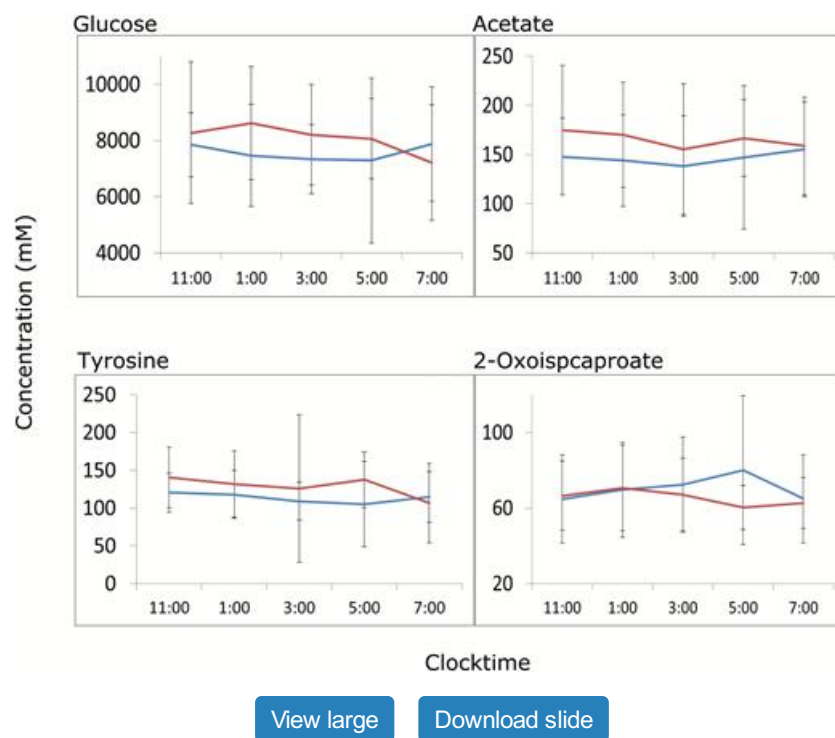 Glucose
10000
8000
6000
4000
11:00 1:00 3:00 5:00 7:00
Acetate
250
200
150
100
50
11:00 1:00 3:00 5:00 7:00
Concentration (mM)
Tyrosine
250
200
150
100
50
0
11:00 1:00 3:00 5:00 7:00
2-Oxoispcaproate
100
60
20
11:00 1:00 3:00 5:00 7:00
Clocktime
View large
Download slide